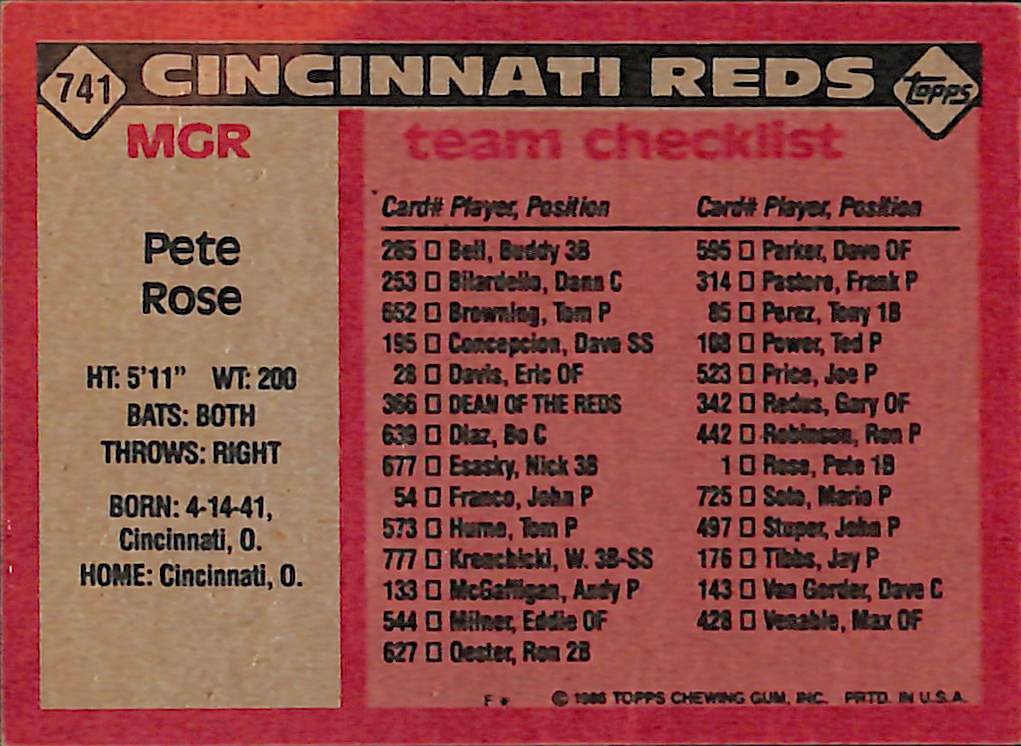 741 CINCINNATI REDS TOPPS
MGR
Pete
Rose
HT: 5'11" WT: 200
BATS: BOTH
THROWS: RIGHT
BORN: 4-14-41,
Cincinnati, O.
HOME: Cincinnati, O.
team checklist
Card# Player, Position
285 Bell, Buddy 3B
253 Bilardello, Dann C
652 Browning, Tom P
195 Concepcion, Dave SS
28 Davis, Eric OF
366 DEAN OF THE REDS
639 Diaz, Bo C
677 Esasky, Nick 3B
54 Franco, John P
573 Hume, Tom P
777 Krenchicki, W. 3B-SS
133 McGaffigan, Andy P
544 Milner, Eddie OF
627 Oester, Ron 2B
Card# Player, Position
595 Parker, Dave OF
314 Pastore, Frank P
85 Perez, Tony 1B
108 Power, Ted P
523 Price, Joe P
342 Redus, Gary OF
442 Robinson, Ron P
1 Rose, Pete 1B
725 Soto, Mario P
497 Stuper, John P
176 Tibbs, Jay P
143 Van Gorder, Dave C
428 Venable, Max OF
F * © 1986 TOPPS CHEWING GUM, INC. PRTD. IN U.S.A.